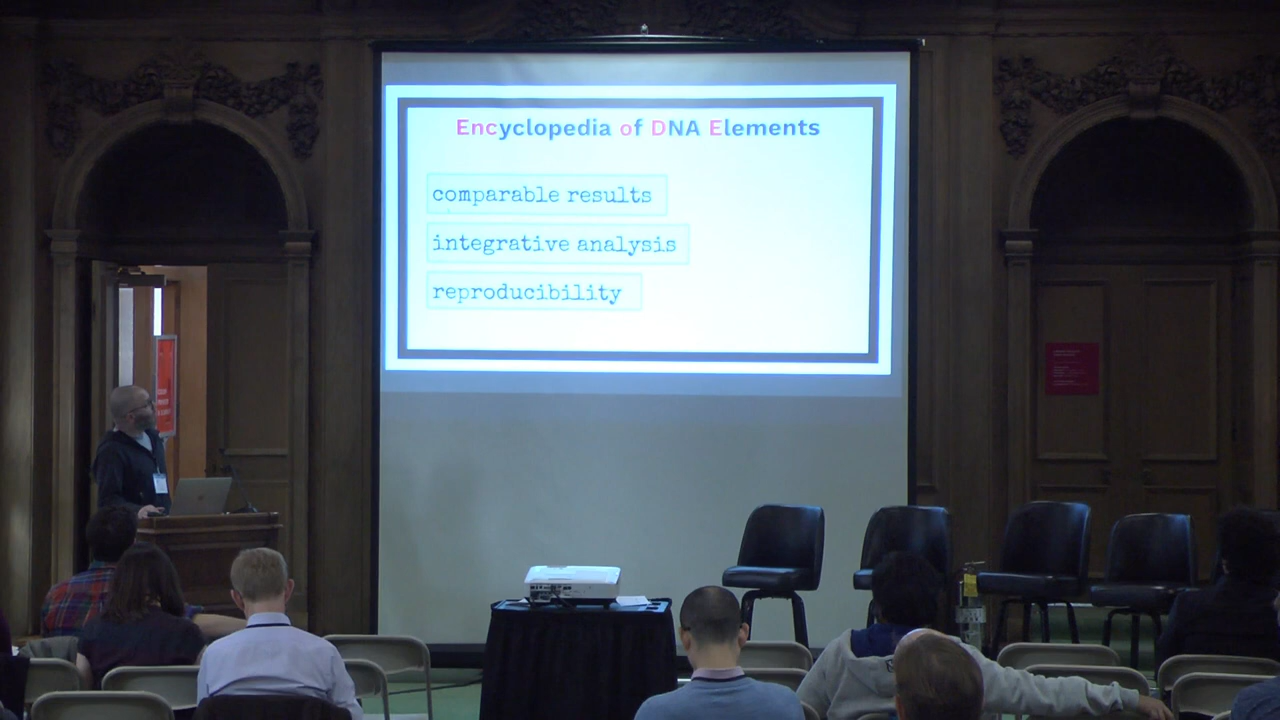 Encyclopedia of DNA Elements
comparable results
integrative analysis
reproducibility